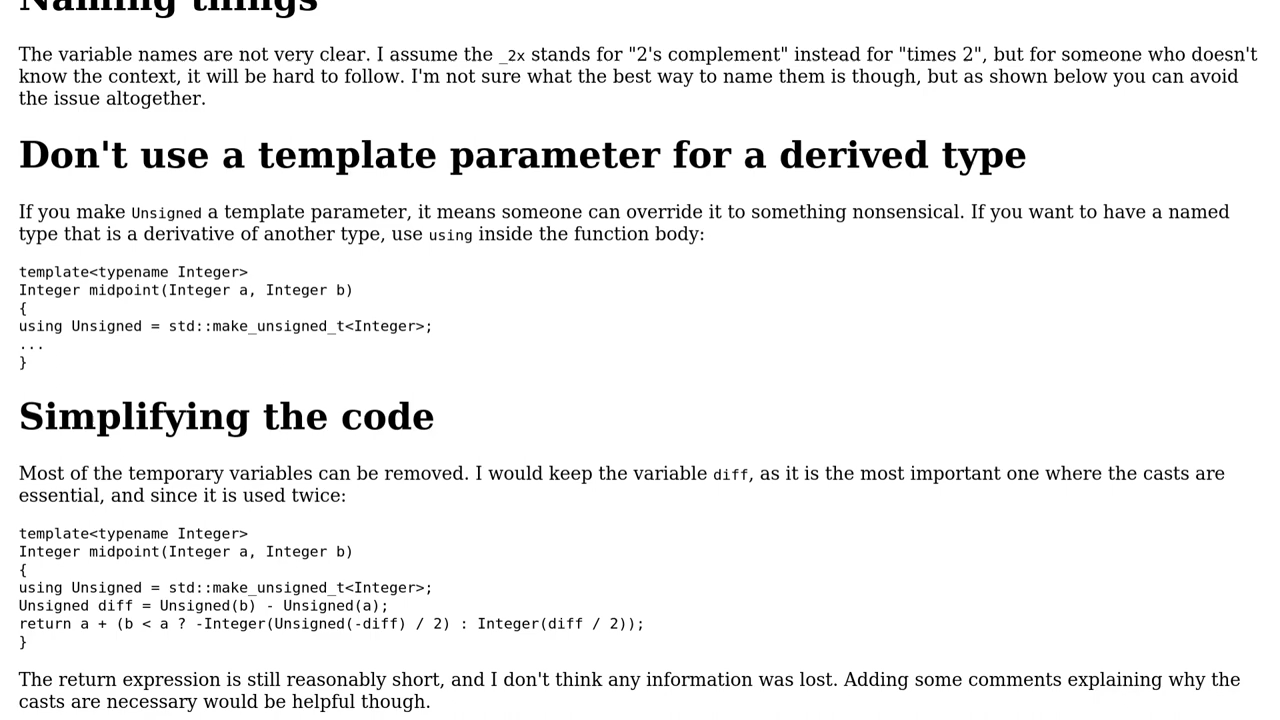 Naming things
The variable names are not very clear. I assume the _2x stands for "2's complement" instead for "times 2", but for someone who doesn't
know the context, it will be hard to follow. I'm not sure what the best way to name them is though, but as shown below you can avoid
the issue altogether.
Don't use a template parameter for a derived type
If you make Unsigned a template parameter, it means someone can override it to something nonsensical. If you want to have a named
type that is a derivative of another type, use using inside the function body:
template<typename Integer>
Integer midpoint(Integer a, Integer b)
{
using Unsigned = std::make_unsigned_t<Integer>;
...
}
Simplifying the code
Most of the temporary variables can be removed. I would keep the variable diff, as it is the most important one where the casts are
essential, and since it is used twice:
template<typename Integer>
Integer midpoint(Integer a, Integer b)
{
using Unsigned = std::make_unsigned_t<Integer>;
Unsigned diff = Unsigned(b) - Unsigned(a);
return a + (b < a ? -Integer(Unsigned(-diff) / 2) : Integer(diff / 2));
}
The return expression is still reasonably short, and I don't think any information was lost. Adding some comments explaining why the
casts are necessary would be helpful though.